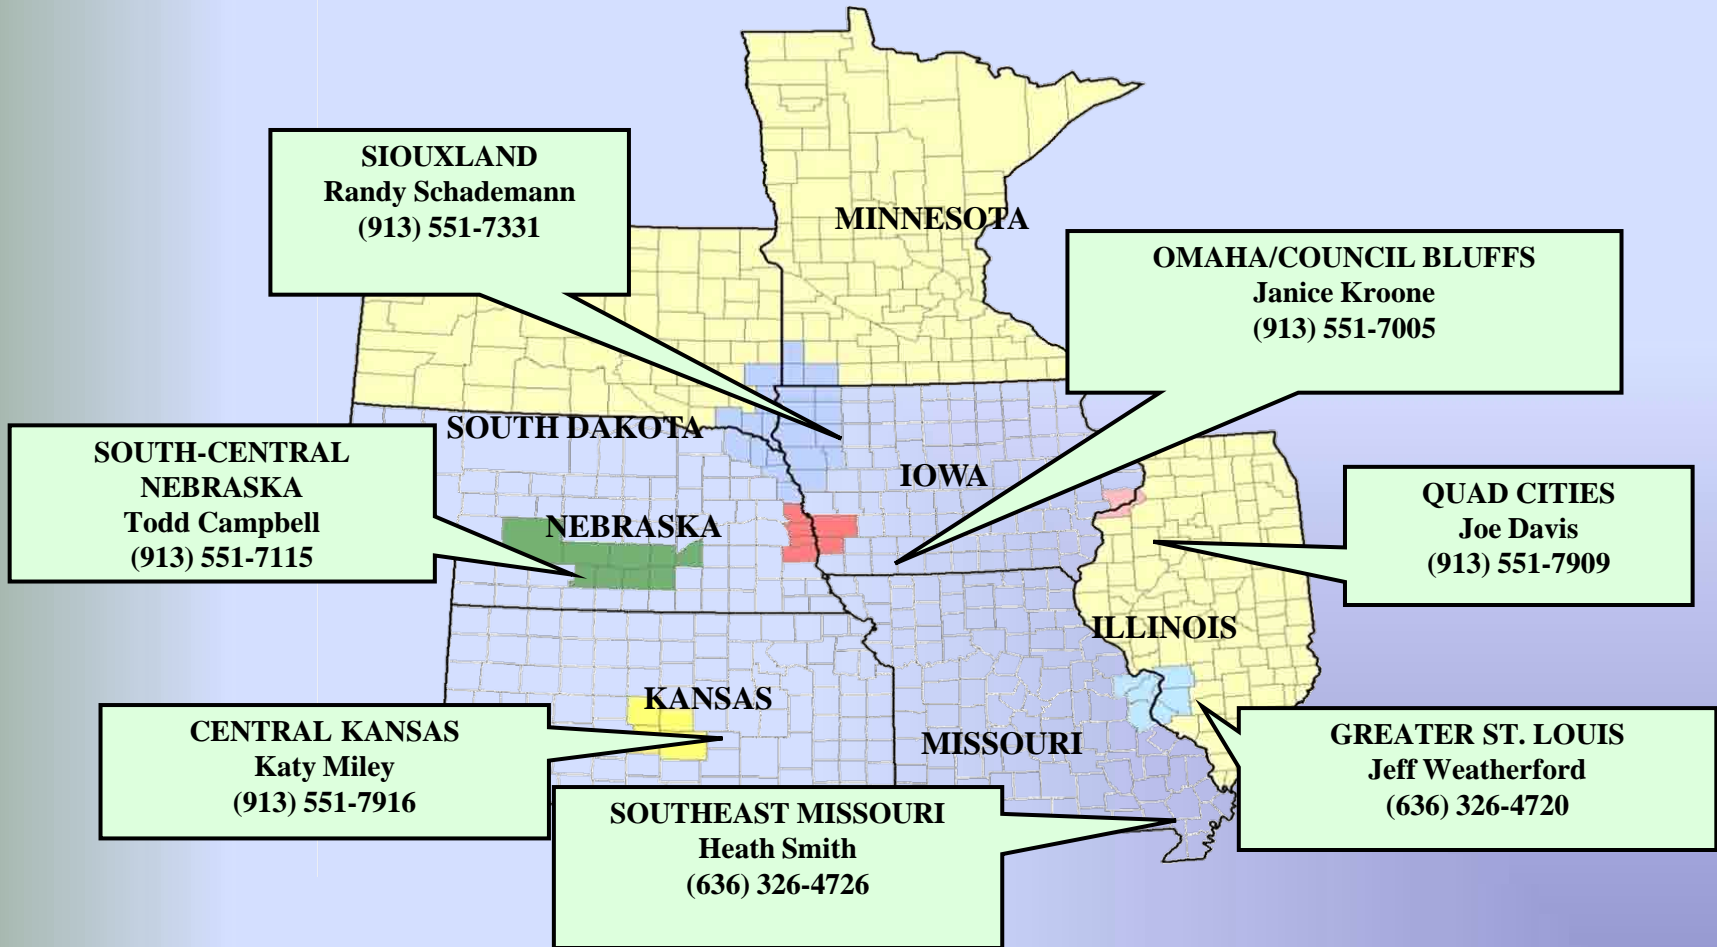 SIOUXLAND
Randy Schademann
(913) 551-7331
MINNESOTA
OMAHA/COUNCIL BLUFFS
Janice Kroone
(913) 551-7005
SOUTH DAKOTA
SOUTH-CENTRAL
NEBRASKA
Todd Campbell
(913) 551-7115
IOWA
NEBRASKA
QUAD CITIES
Joe Davis
(913) 551-7909
ILLINOIS
KANSAS
CENTRAL KANSAS
Katy Miley
(913) 551-7916
MISSOURI
GREATER ST. LOUIS
Jeff Weatherford
(636) 326-4720
SOUTHEAST MISSOURI
Heath Smith
(636) 326-4726